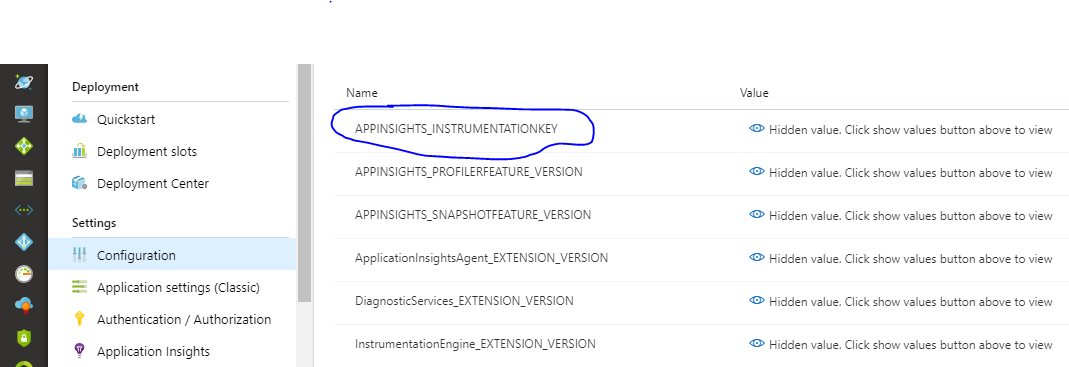 Deployment
Quickstart
Deployment slots
Deployment Center
Settings
Configuration
Application settings (Classic)
Authentication / Authorization
Application Insights
Name Value
APPINSIGHTS_INSTRUMENTATIONKEY Hidden value. Click show values button above to view
APPINSIGHTS_PROFILERFEATURE_VERSION Hidden value. Click show values button above to view
APPINSIGHTS_SNAPSHOTFEATURE_VERSION Hidden value. Click show values button above to view
ApplicationInsightsAgent_EXTENSION_VERSION Hidden value. Click show values button above to view
DiagnosticServices_EXTENSION_VERSION Hidden value. Click show values button above to view
InstrumentationEngine_EXTENSION_VERSION Hidden value. Click show values button above to view